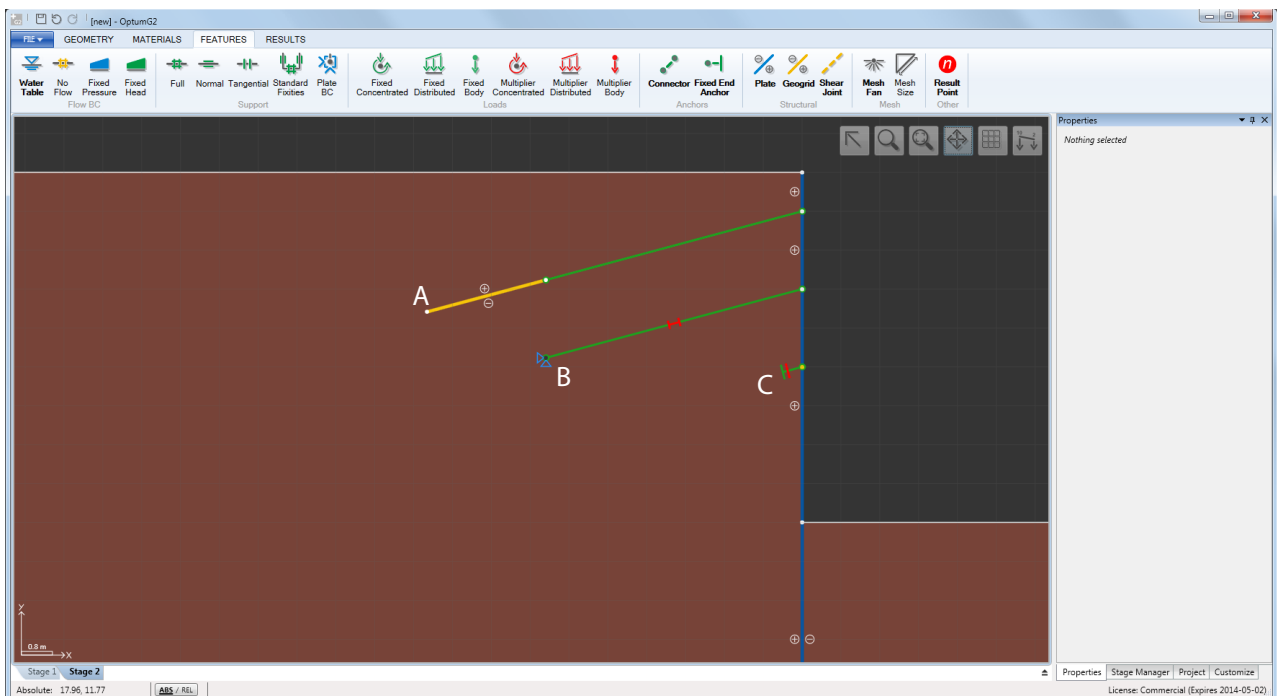 [new] - OptumG2
FILE GEOMETRY MATERIALS FEATURES RESULTS
Water Table No Flow Fixed Pressure Fixed Head Full Normal Tangential Standard Fixities Plate BC Fixed Concentrated Fixed Distributed Fixed Body Multiplier Concentrated Multiplier Distributed Multiplier Body Connector Fixed End Anchor Plate Geogrid Shear Joint Mesh Fan Mesh Size Result Point
Flow BC Support Loads Anchors Structural Mesh Other
Properties
Nothing selected
A
B
C
Y
0.8 m
X
Stage 1 Stage 2
Properties Stage Manager Project Customize
Absolute: 17.96, 11.77 ABS / REL License: Commercial (Expires 2014-05-02)